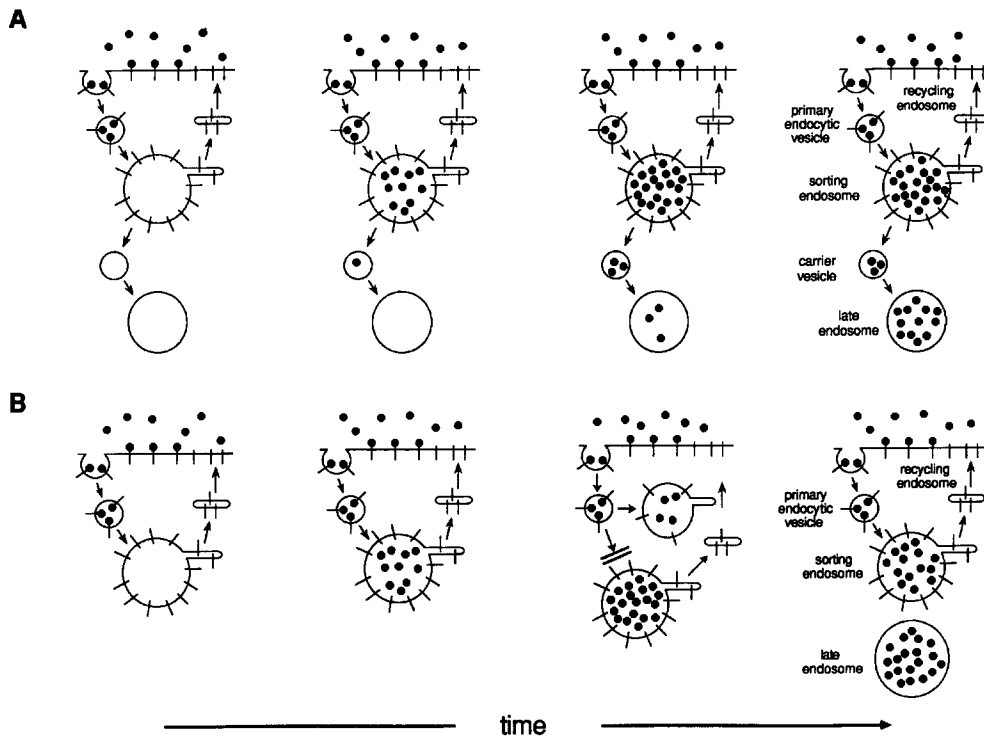 A
recycling
endosome
primary
endocytic
vesicle
sorting
endosome
carrier
vesicle
late
endosome
B
recycling
endosome
primary
endocytic
vesicle
sorting
endosome
late
endosome
time